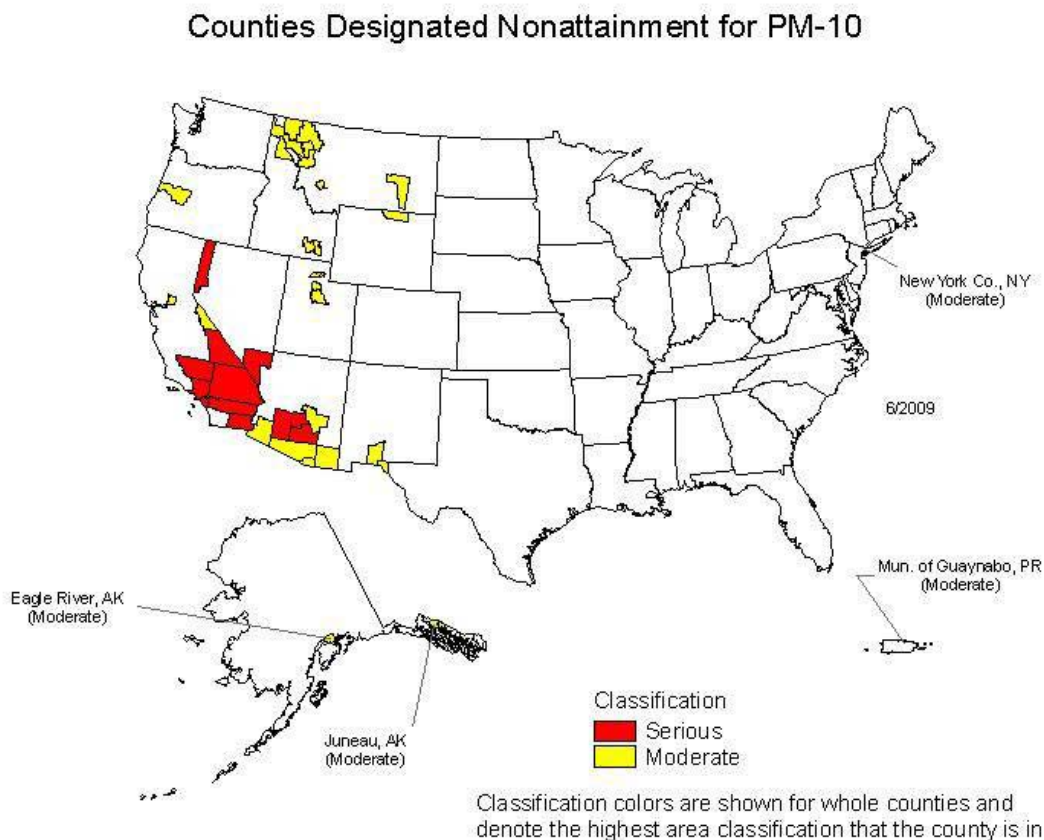 Counties Designated Nonattainment for PM-10
New York Co., NY
(Moderate)
6/2009
Mun. of Guaynabo, PR
(Moderate)
Eagle River, AK
(Moderate)
Juneau, AK
(Moderate)
Classification
Serious
Moderate
Classification colors are shown for whole counties and
denote the highest area classification that the county is in